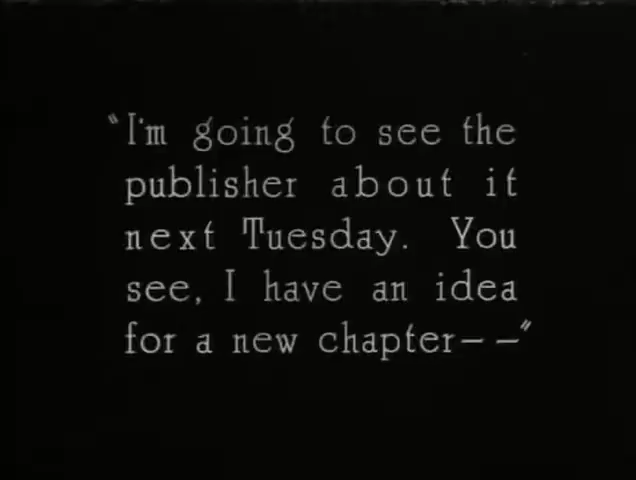 "I'm going to see the
publisher about it
next Tuesday. You
see, I have an idea
for a new chapter--"